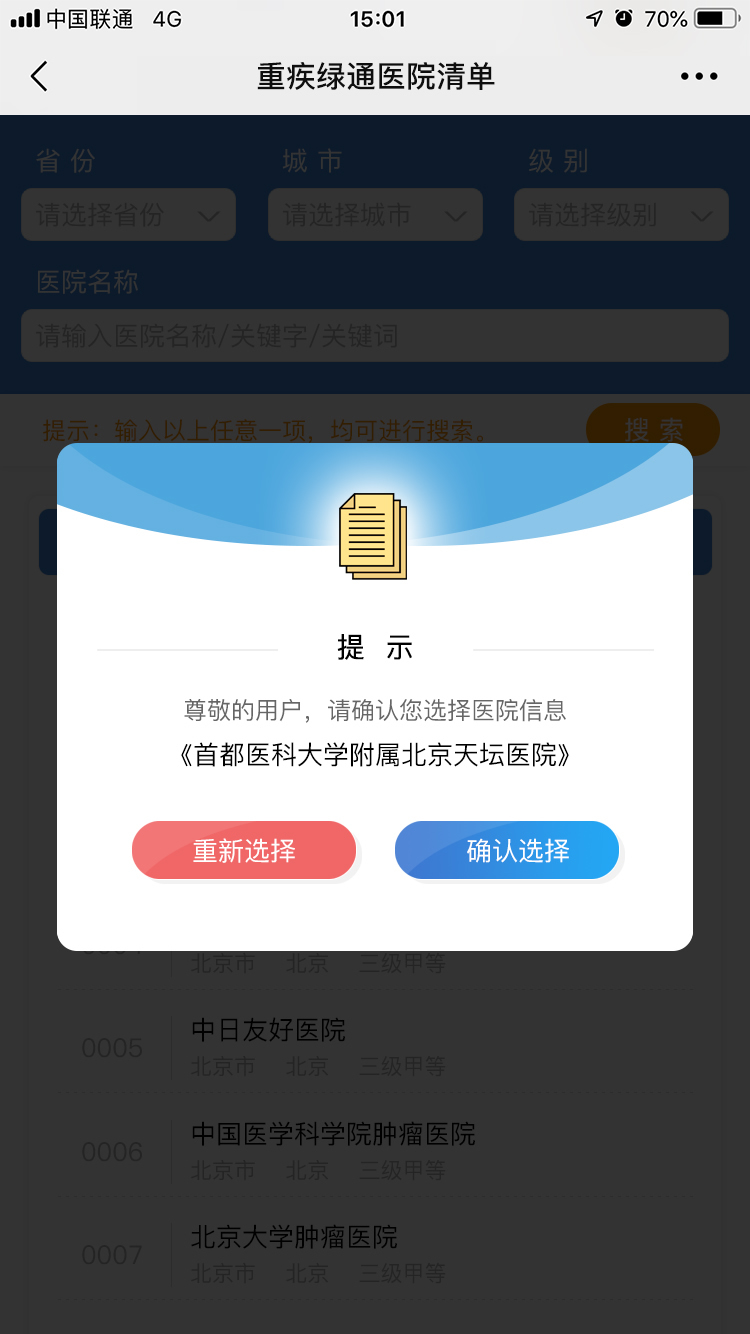 中国联通 4G 15:01 70%
重疾绿通医院清单
省 份 城 市 级 别
请选择省份 请选择城市 请选择级别
医院名称
请输入医院名称/关键字/关键词
提示：输入以上任意一项，均可进行搜索。 搜 索
提 示
尊敬的用户，请确认您选择医院信息
《首都医科大学附属北京天坛医院》
重新选择 确认选择
北京市 北京 三级甲等
中日友好医院
0005
北京市 北京 三级甲等
中国医学科学院肿瘤医院
0006
北京市 北京 三级甲等
北京大学肿瘤医院
0007
北京市 北京 三级甲等